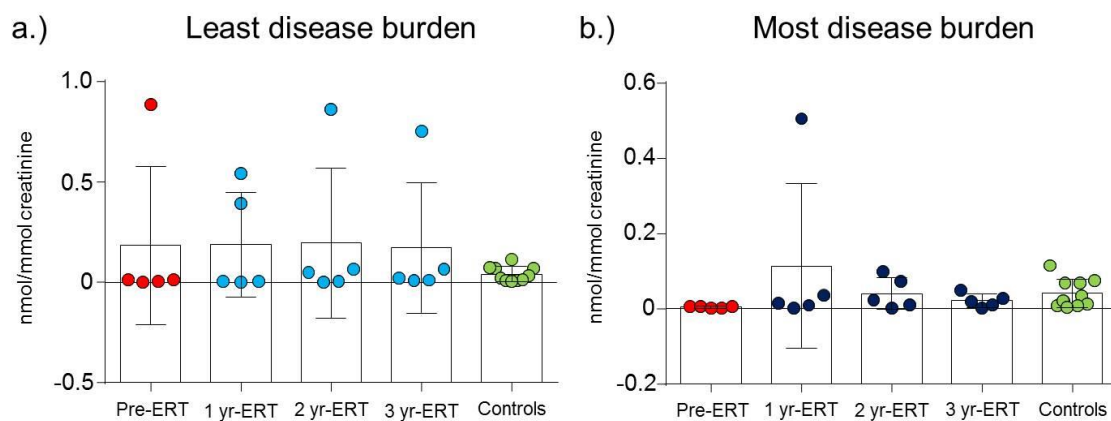 a.) Least disease burden
nmol/mmol creatinine
1.0
0.5
0
-0.5
Pre-ERT 1 yr-ERT 2 yr-ERT 3 yr-ERT Controls
b.) Most disease burden
nmol/mmol creatinine
0.6
0.4
0.2
0
-0.2
Pre-ERT 1 yr-ERT 2 yr-ERT 3 yr-ERT Controls